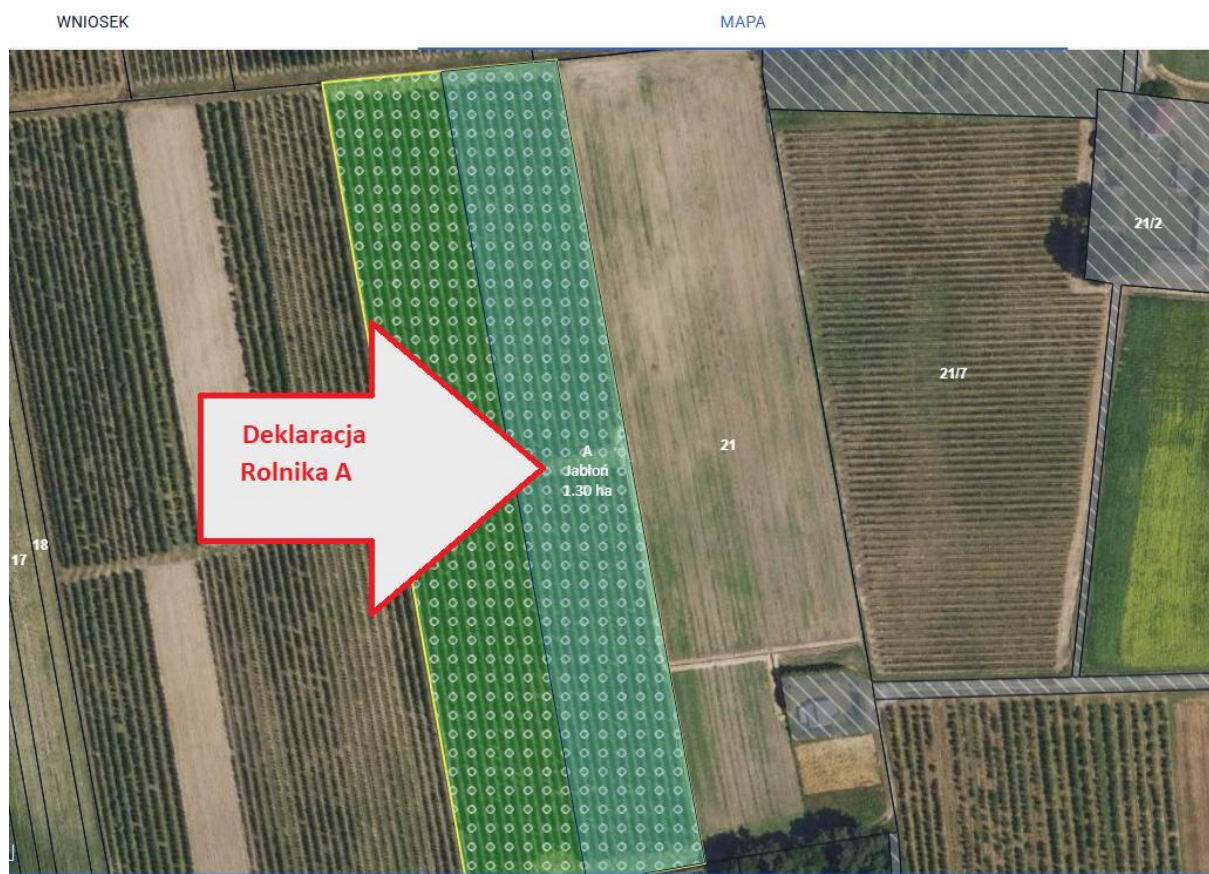 WNIOSEK
MAPA
21/2
21/7
Deklaracja
Rolnika A
A
Jabłoń
1.30 ha
21
18
17